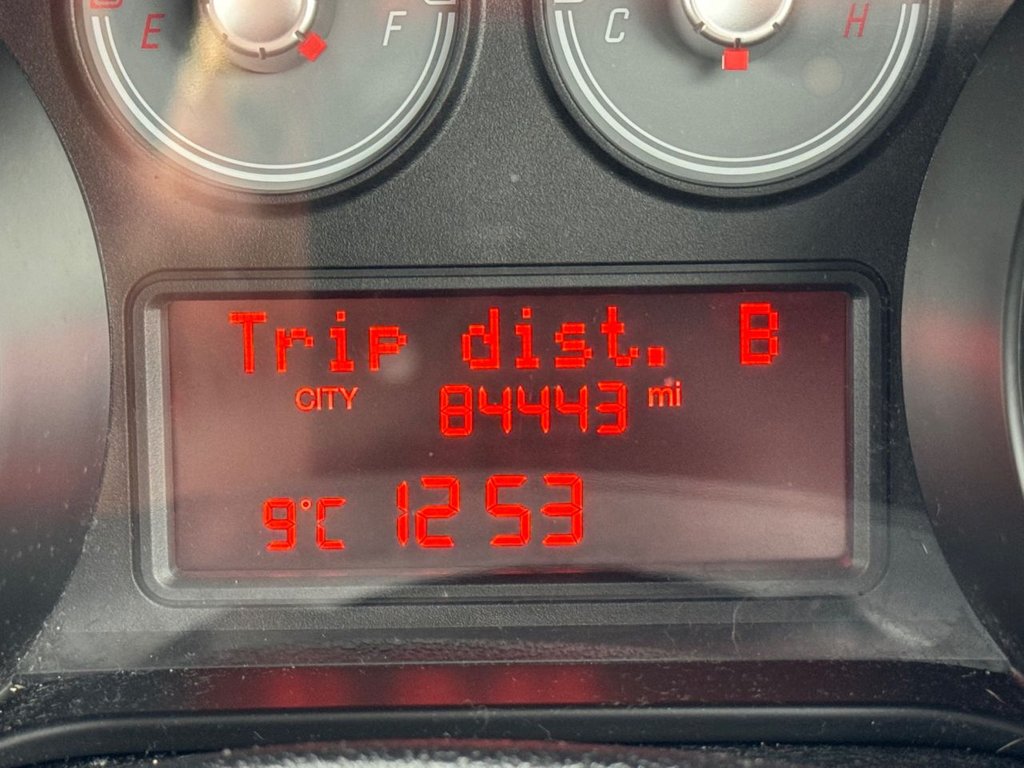 E F C H
Trip dist. B
CITY 84443 mi
9°C 12 53